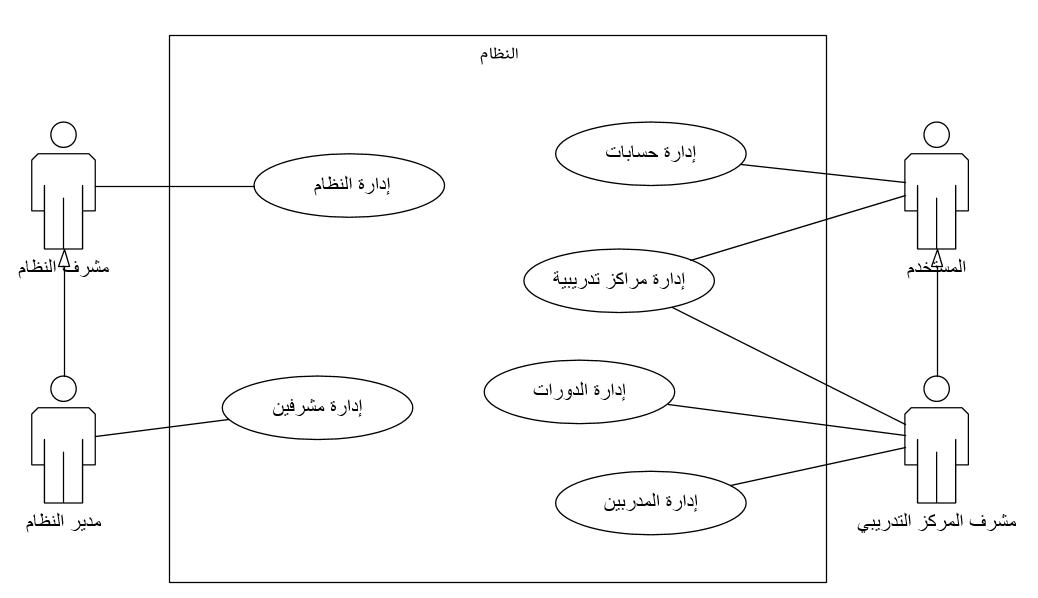 النظام
إدارة حسابات
إدارة النظام
المستخدم
مشرف النظام
إدارة مراكز تدريبية
إدارة الدورات
إدارة مشرفين
إدارة المدربين
مشرف المركز التدريبي
مدير النظام